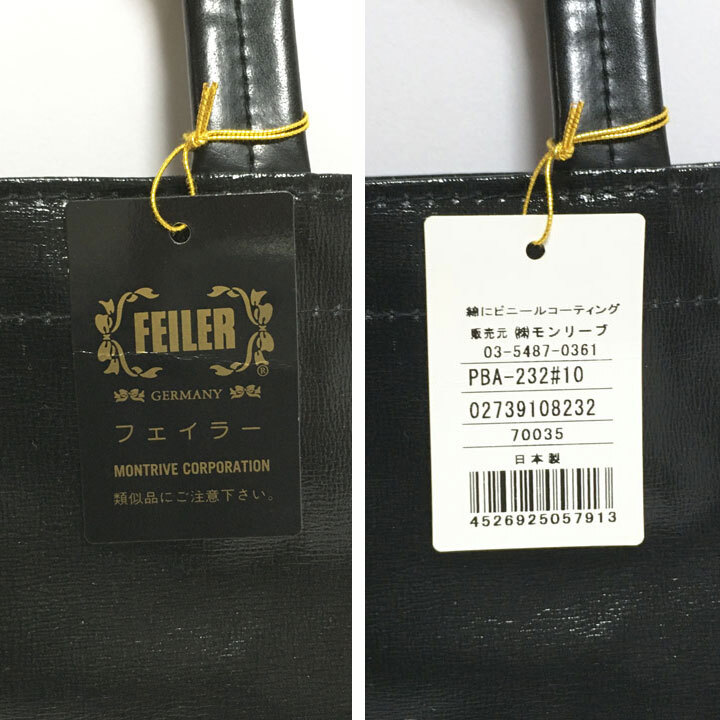 FEILER
®
GERMANY
フェイラー
MONTRIVE CORPORATION
類似品にご注意下さい。
綿にビニールコーティング
販売元 ㈱モンリーブ
03-5487-0361
PBA-232#10
02739108232
70035
日本製
4526925057913